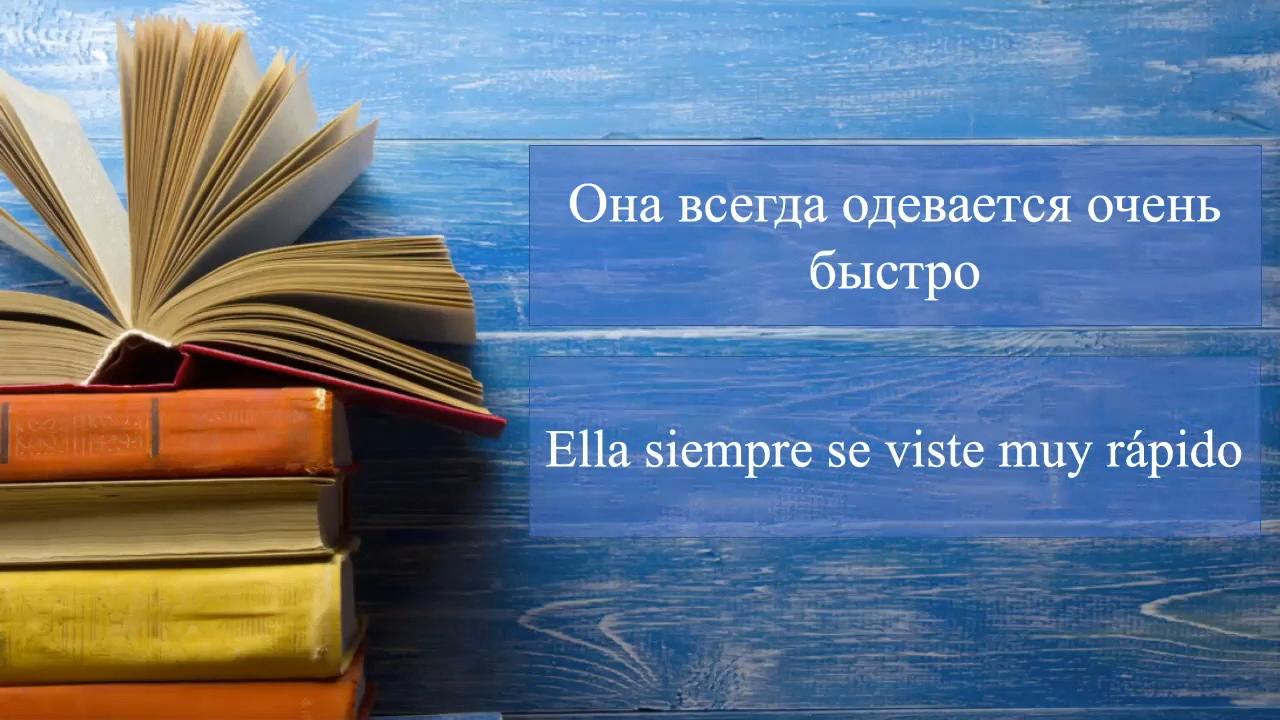 Она всегда одевается очень
быстро
Ella siempre se viste muy rápido